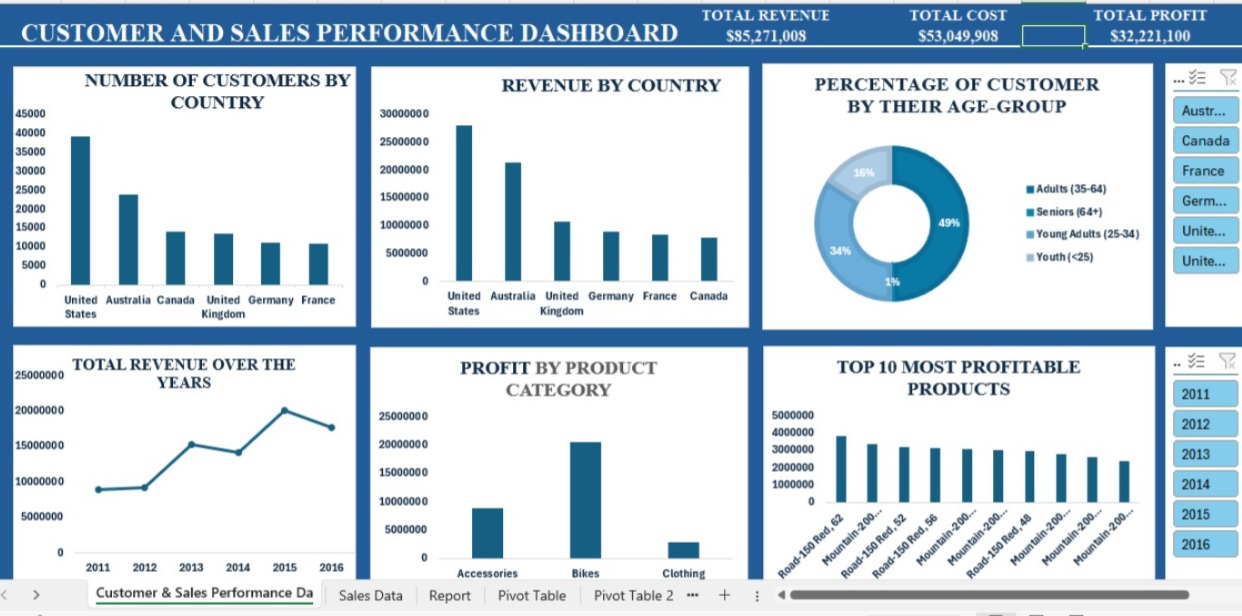 CUSTOMER AND SALES PERFORMANCE DASHBOARD
TOTAL REVENUE
$85,271,008
TOTAL COST
$53,049,908
TOTAL PROFIT
$32,221,100
NUMBER OF CUSTOMERS BY
COUNTRY
45000
40000
35000
30000
25000
20000
15000
10000
5000
0
United States
Australia
Canada
United Kingdom
Germany
France
REVENUE BY COUNTRY
30000000
25000000
20000000
15000000
10000000
5000000
0
United States
Australia
United Kingdom
Germany
France
Canada
PERCENTAGE OF CUSTOMER
BY THEIR AGE-GROUP
16%
49%
34%
1%
Adults (35-64)
Seniors (64+)
Young Adults (25-34)
Youth (<25)
...
Austr...
Canada
France
Germ...
Unite...
Unite...
TOTAL REVENUE OVER THE
YEARS
25000000
20000000
15000000
10000000
5000000
0
2011
2012
2013
2014
2015
2016
PROFIT BY PRODUCT
CATEGORY
25000000
20000000
15000000
10000000
5000000
0
Accessories
Bikes
Clothing
TOP 10 MOST PROFITABLE
PRODUCTS
5000000
4000000
3000000
2000000
1000000
0
Road-150 Red, 62
Mountain-200...
Road-150 Red, 52
Road-150 Red, 56
Mountain-200...
Mountain-200...
Road-150 Red, 48
Mountain-200...
Mountain-200...
Mountain-200...
..
2011
2012
2013
2014
2015
2016
Customer & Sales Performance Da
Sales Data
Report
Pivot Table
Pivot Table 2